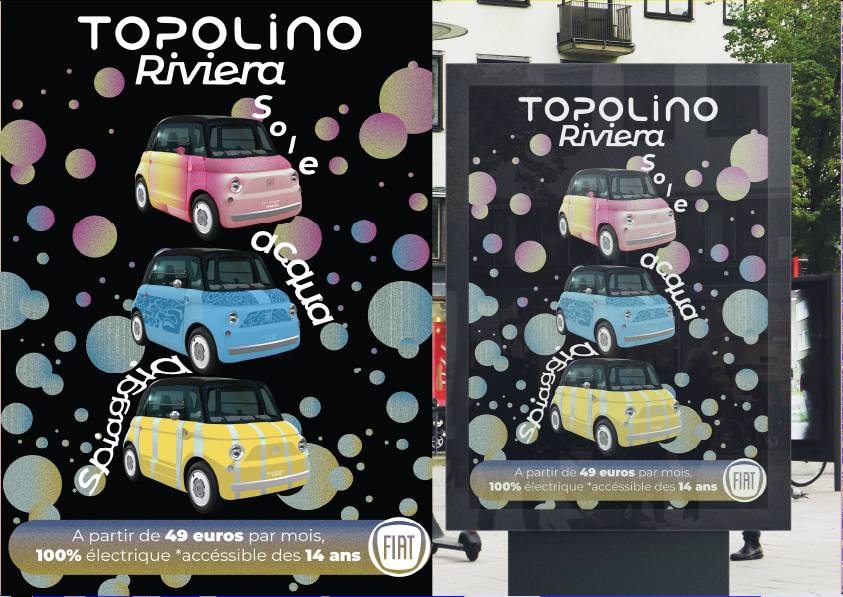 TOPOLiNO
Riviera
Sole
acqua
spiaggia
A partir de 49 euros par mois,
100% électrique *accéssible des 14 ans
FIAT
TOPOLiNO
Riviera
Sole
acqua
spiaggia
A partir de 49 euros par mois,
100% électrique *accéssible des 14 ans
FIAT